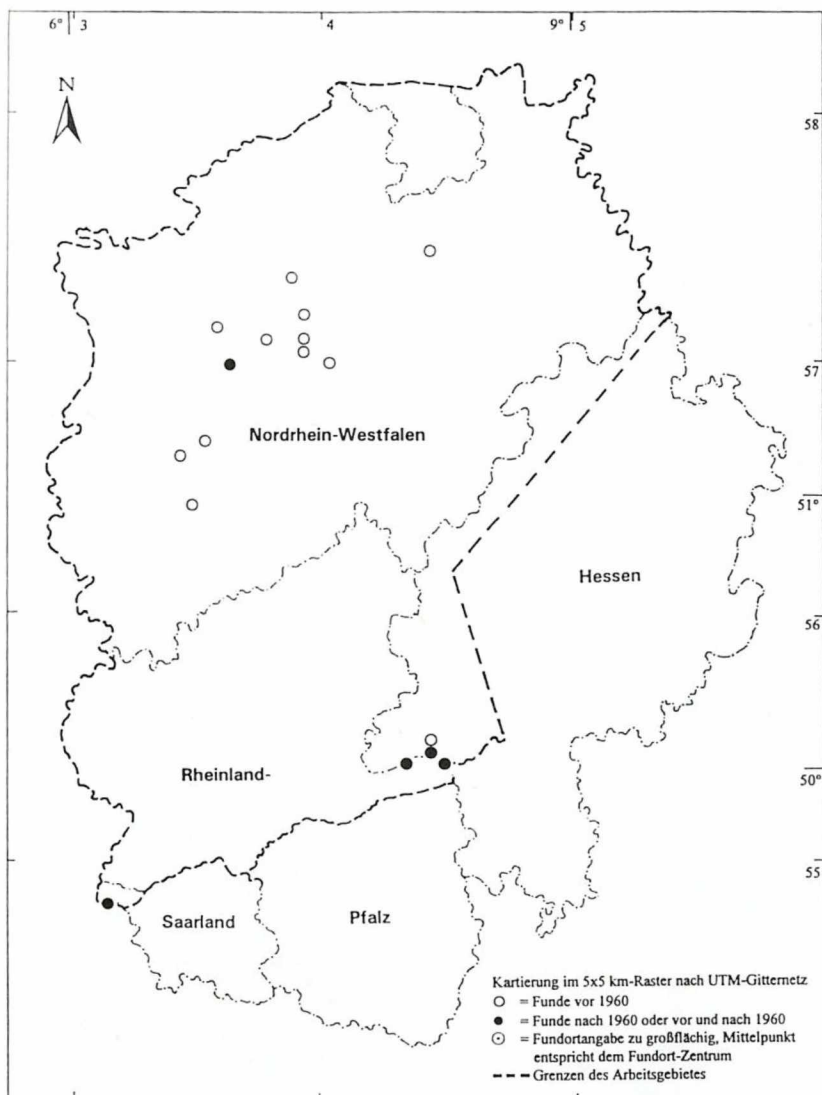 6° 3 4 9° 5
N
58
57
Nordrhein-Westfalen
51°
Hessen
56
Rheinland-
50°
55
Saarland
Pfalz
Kartierung im 5x5 km-Raster nach UTM-Gitternetz
= Funde vor 1960
= Funde nach 1960 oder vor und nach 1960
= Fundortangabe zu großflächig, Mittelpunkt
entspricht dem Fundort-Zentrum
Grenzen des Arbeitsgebietes